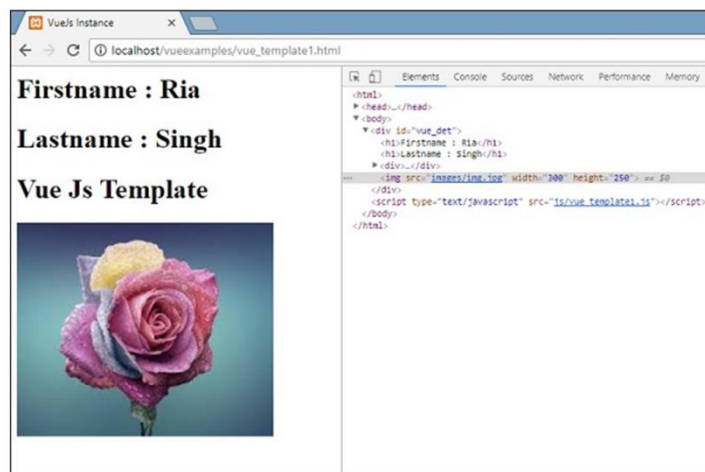 VueJs Instance
localhost/vueexamples/vue_template1.html
Firstname : Ria
Lastname : Singh
Vue Js Template
Elements Console Sources Network Performance Memory
<html>
<head>…</head>
<body>
<div id="vue_det">
<h1>Firstname : Ria</h1>
<h1>Lastname : Singh</h1>
<div>…</div>
<img src="images/img.jpg" width="300" height="250"> == $0
</div>
<script type="text/javascript" src="js/vue_template1.js"></script>
</body>
</html>